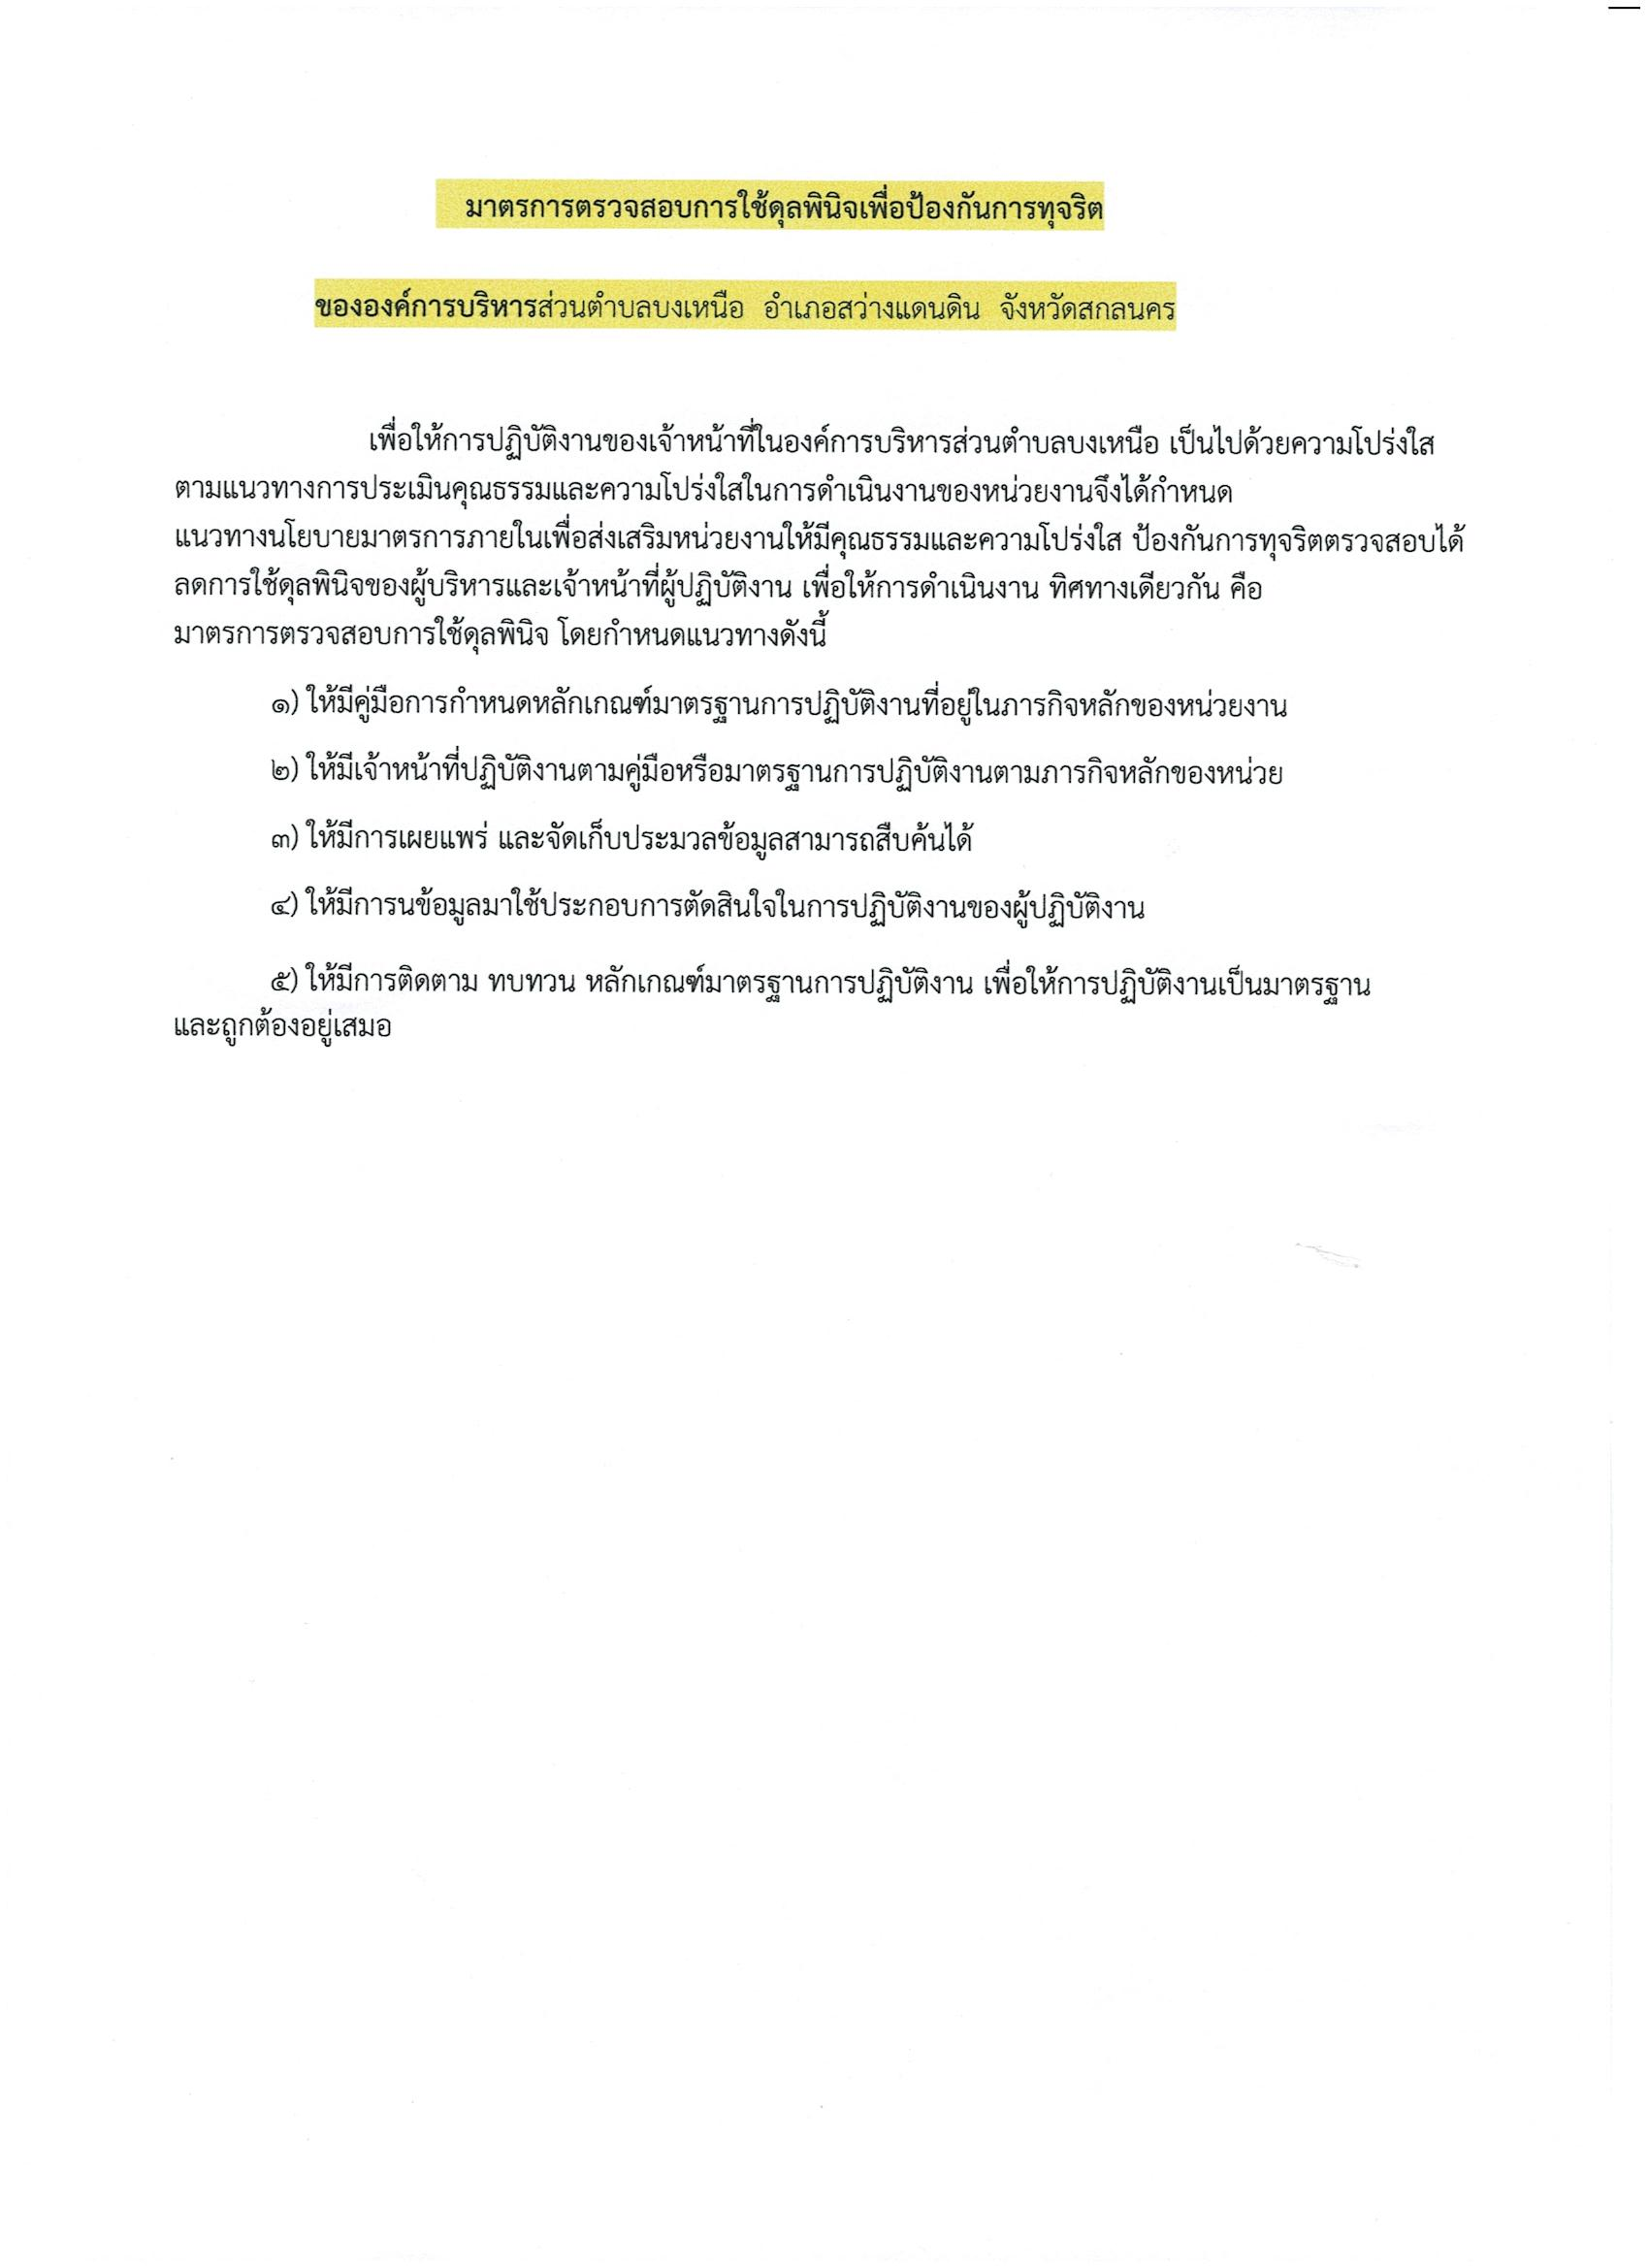 มาตรการตรวจสอบการใช้ดุลพินิจเพื่อป้องกันการทุจริต
ขององค์การบริหารส่วนตำบลบงเหนือ อำเภอสว่างแดนดิน จังหวัดสกลนคร
เพื่อให้การปฏิบัติงานของเจ้าหน้าที่ในองค์การบริหารส่วนตำบลบงเหนือ เป็นไปด้วยความโปร่งใส
ตามแนวทางการประเมินคุณธรรมและความโปร่งใสในการดำเนินงานของหน่วยงานจึงได้กำหนด
แนวทางนโยบายมาตรการภายในเพื่อส่งเสริมหน่วยงานให้มีคุณธรรมและความโปร่งใส ป้องกันการทุจริตตรวจสอบได้
ลดการใช้ดุลพินิจของผู้บริหารและเจ้าหน้าที่ผู้ปฏิบัติงาน เพื่อให้การดำเนินงาน ทิศทางเดียวกัน คือ
มาตรการตรวจสอบการใช้ดุลพินิจ โดยกำหนดแนวทางดังนี้
๑) ให้มีคู่มือการกำหนดหลักเกณฑ์มาตรฐานการปฏิบัติงานที่อยู่ในภารกิจหลักของหน่วยงาน
๒) ให้มีเจ้าหน้าที่ปฏิบัติงานตามคู่มือหรือมาตรฐานการปฏิบัติงานตามภารกิจหลักของหน่วย
๓) ให้มีการเผยแพร่ และจัดเก็บประมวลข้อมูลสามารถสืบค้นได้
๔) ให้มีการนข้อมูลมาใช้ประกอบการตัดสินใจในการปฏิบัติงานของผู้ปฏิบัติงาน
๕) ให้มีการติดตาม ทบทวน หลักเกณฑ์มาตรฐานการปฏิบัติงาน เพื่อให้การปฏิบัติงานเป็นมาตรฐาน
และถูกต้องอยู่เสมอ